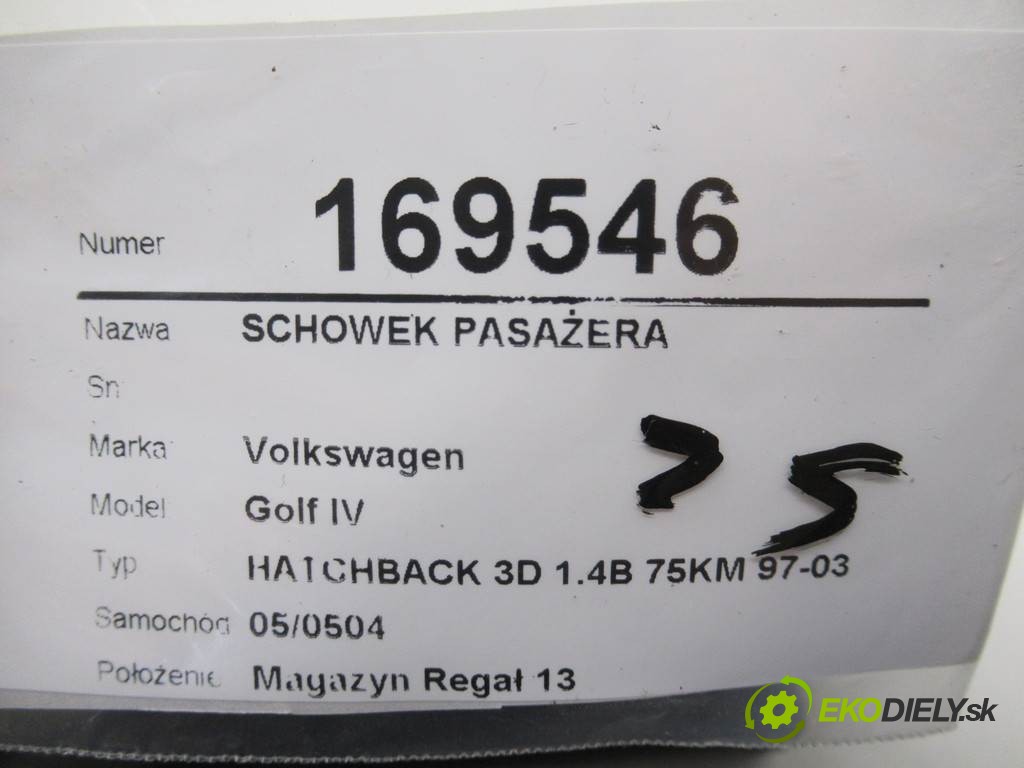 Numer 169546
Nazwa SCHOWEK PASAŻERA
Sn
Marka Volkswagen
Model Golf IV
Typ HATCHBACK 3D 1.4B 75KM 97-03
Samochód 05/0504
Położenie Magazyn Regał 13
EKODIELY.sk